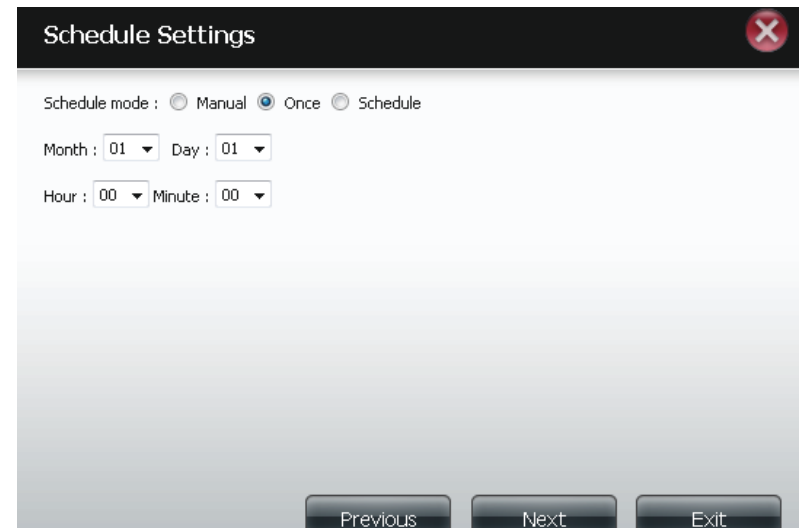 Schedule Settings
Schedule mode : Manual Once Schedule
Month : 01 Day : 01
Hour : 00 Minute : 00
Previous Next Exit